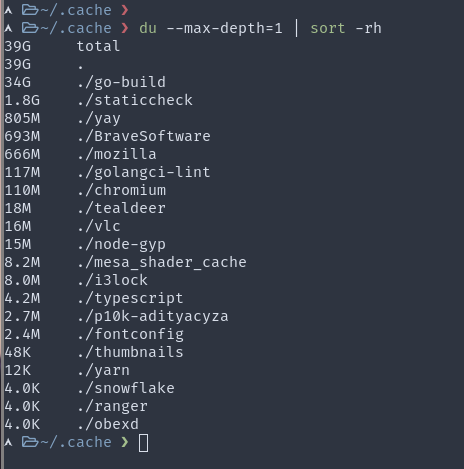 ~/.cache ❯
~/.cache ❯ du --max-depth=1 | sort -rh
39G total
39G .
34G ./go-build
1.8G ./staticcheck
805M ./yay
693M ./BraveSoftware
666M ./mozilla
117M ./golangci-lint
110M ./chromium
18M ./tealdeer
16M ./vlc
15M ./node-gyp
8.2M ./mesa_shader_cache
8.0M ./i3lock
4.2M ./typescript
2.7M ./p10k-adityacyza
2.4M ./fontconfig
48K ./thumbnails
12K ./yarn
4.0K ./snowflake
4.0K ./ranger
4.0K ./obexd
~/.cache ❯